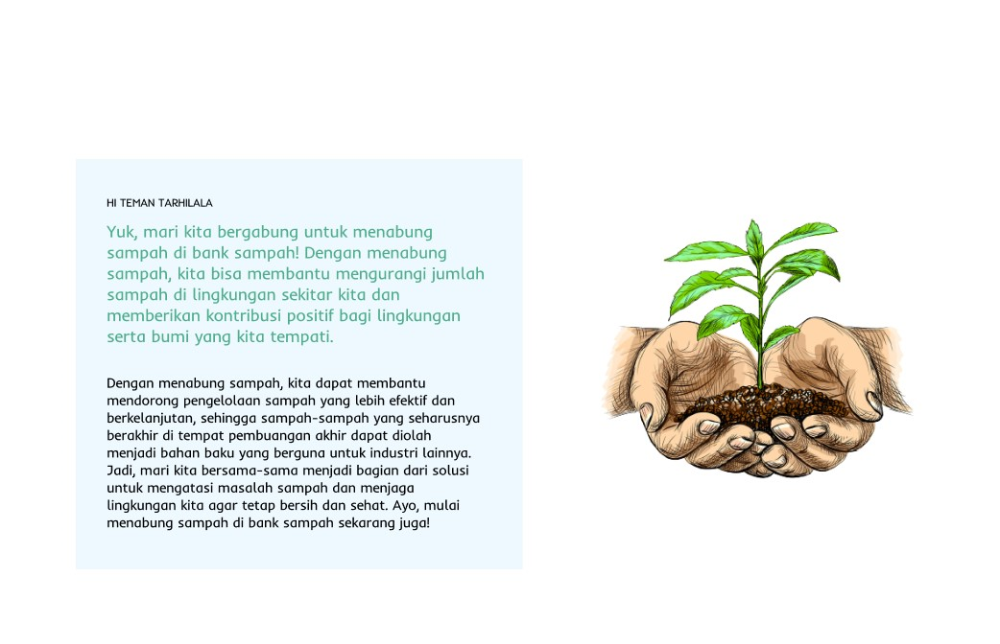 HI TEMAN TARHILALA
Yuk, mari kita bergabung untuk menabung
sampah di bank sampah! Dengan menabung
sampah, kita bisa membantu mengurangi jumlah
sampah di lingkungan sekitar kita dan
memberikan kontribusi positif bagi lingkungan
serta bumi yang kita tempati.
Dengan menabung sampah, kita dapat membantu
mendorong pengelolaan sampah yang lebih efektif dan
berkelanjutan, sehingga sampah-sampah yang seharusnya
berakhir di tempat pembuangan akhir dapat diolah
menjadi bahan baku yang berguna untuk industri lainnya.
Jadi, mari kita bersama-sama menjadi bagian dari solusi
untuk mengatasi masalah sampah dan menjaga
lingkungan kita agar tetap bersih dan sehat. Ayo, mulai
menabung sampah di bank sampah sekarang juga!